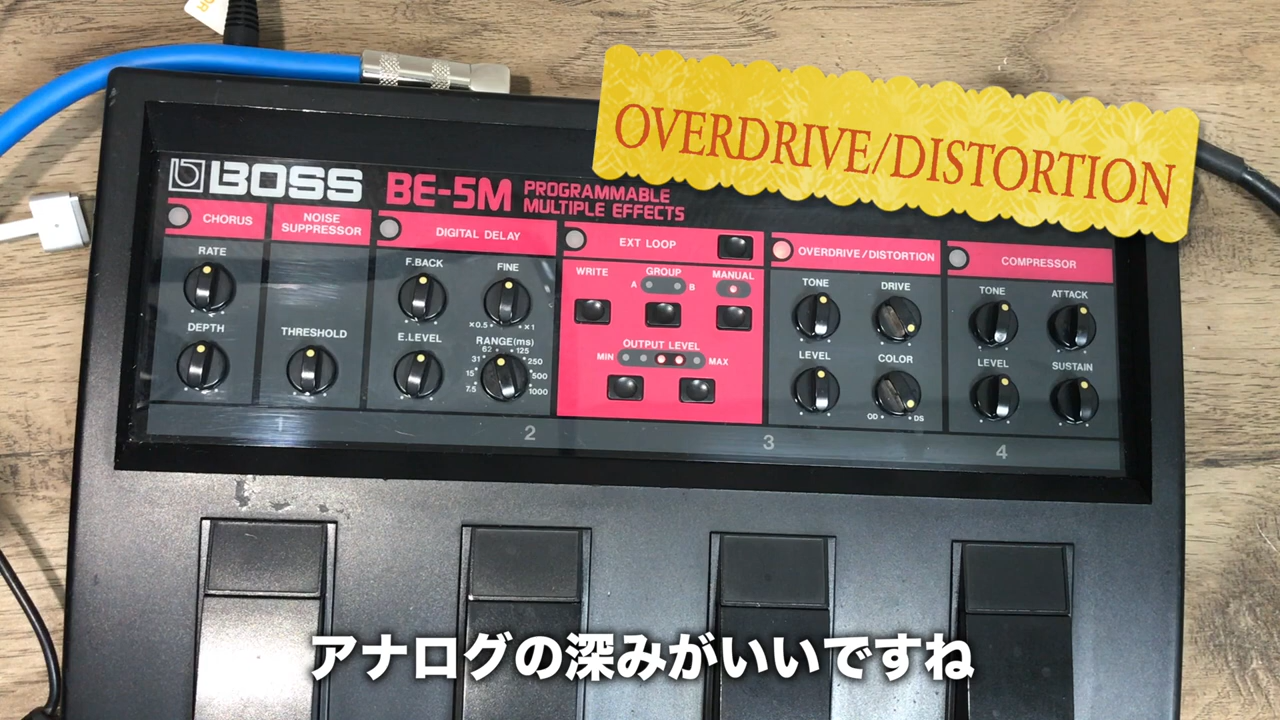 OVERDRIVE/DISTORTION
BOSS BE-5M PROGRAMMABLE
MULTIPLE EFFECTS
CHORUS
NOISE
SUPPRESSOR
DIGITAL DELAY
EXT LOOP
OVERDRIVE/DISTORTION
COMPRESSOR
RATE
DEPTH
THRESHOLD
F.BACK
FINE
×0.5 ×1
E.LEVEL
RANGE(ms)
62 125
31 250
15 500
7.5 1000
WRITE
GROUP
A B
MANUAL
OUTPUT LEVEL
MIN MAX
TONE
DRIVE
LEVEL
COLOR
OD DS
TONE
ATTACK
LEVEL
SUSTAIN
1 2 3 4
アナログの深みがいいですね